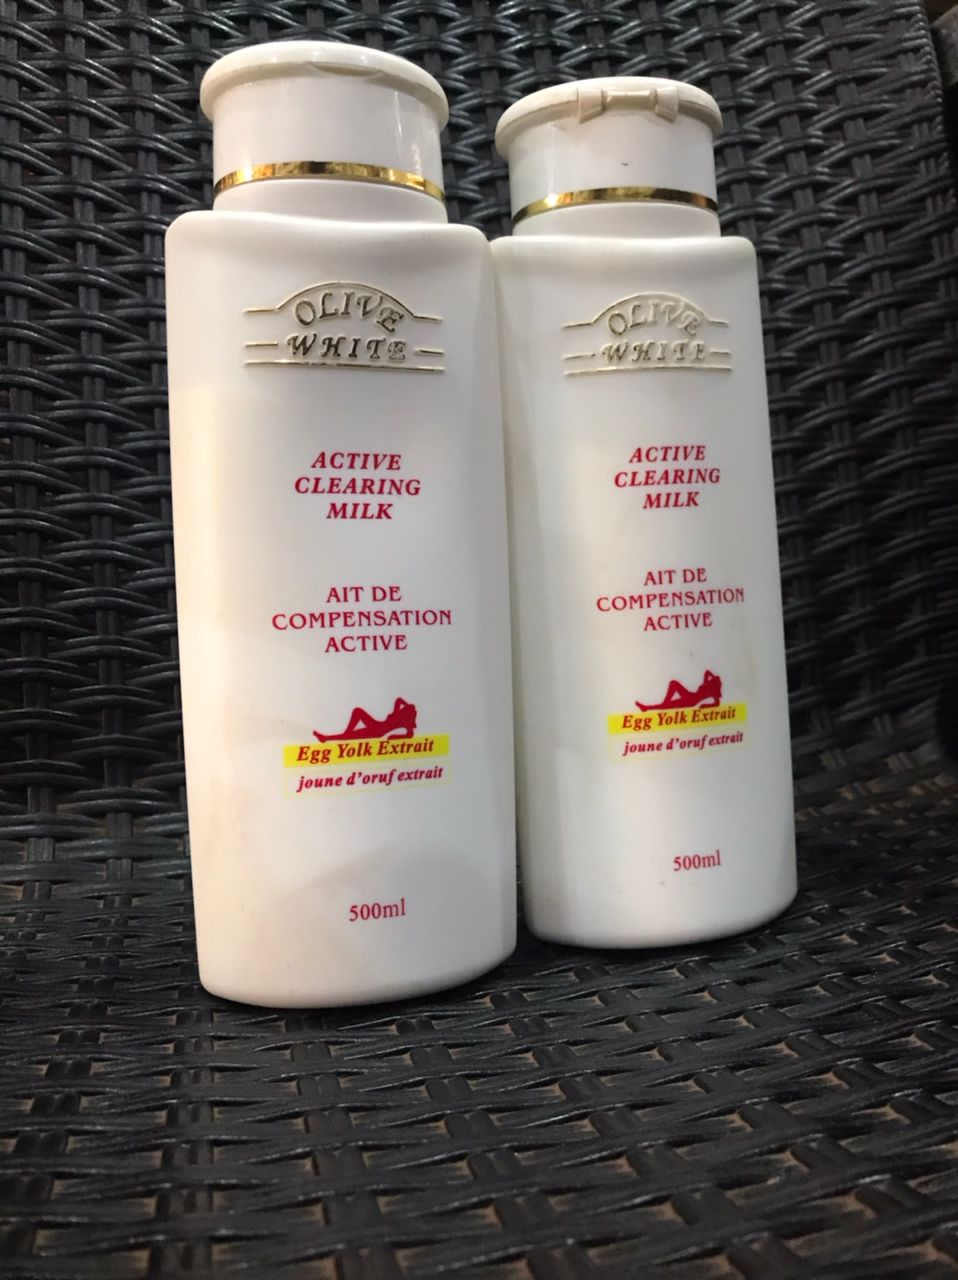 OLIVE
WHITE
ACTIVE
CLEARING
MILK
AIT DE
COMPENSATION
ACTIVE
Egg Yolk Extrait
joune d'oruf extrait
500ml
OLIVE
WHITE
ACTIVE
CLEARING
MILK
AIT DE
COMPENSATION
ACTIVE
Egg Yolk Extrait
joune d'oruf extrait
500ml